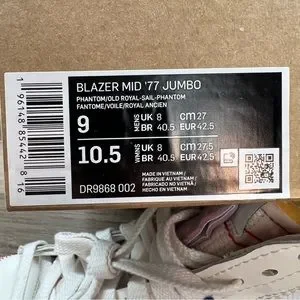 BLAZER MID '77 JUMBO
PHANTOM/OLD ROYAL-SAIL-PHANTOM
FANTOME/VOILE/ROYAL ANCIEN
9 MENS UK 8 BR 40.5 cm 27 EUR 42.5
10.5 WMNS UK 8 BR 40.5 cm 27.5 EUR 42.5
DR9868 002
MADE IN VIETNAM /
FABRIQUE AU VIETNAM /
FABRICADO NO VIETNÃ /
HECHO EN VIETNAM
1 96148 85442 8 16